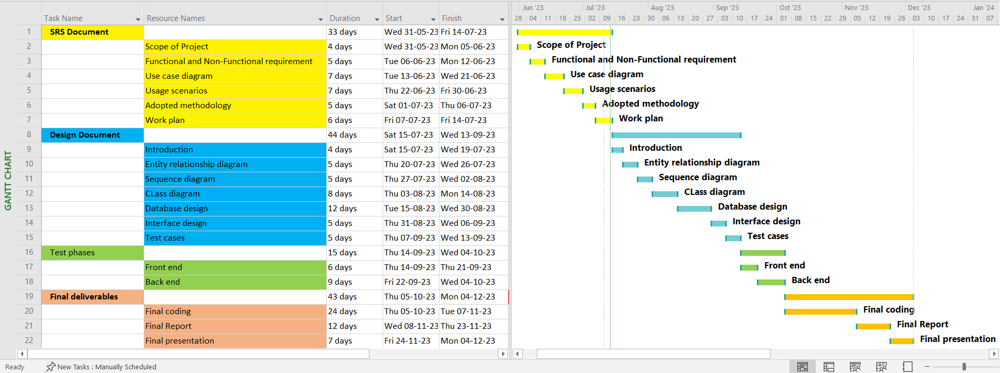 Jun '23 Jul '23 Aug '23 Sep '23 Oct '23 Nov '23 Dec '23 Jan '24
Task Name Resource Names Duration Start Finish 28 04 11 18 25 02 09 16 23 30 06 13 20 27 03 10 17 24 01 08 15 22 29 05 12 19 26 03 10 17 24 31 07
GANTT CHART
1 SRS Document 33 days Wed 31-05-23 Fri 14-07-23
2 Scope of Project 4 days Wed 31-05-23 Mon 05-06-23 Scope of Project
3 Functional and Non-Functional requirement 5 days Tue 06-06-23 Mon 12-06-23 Functional and Non-Functional requirement
4 Use case diagram 7 days Tue 13-06-23 Wed 21-06-23 Use case diagram
5 Usage scenarios 7 days Thu 22-06-23 Fri 30-06-23 Usage scenarios
6 Adopted methodology 5 days Sat 01-07-23 Thu 06-07-23 Adopted methodology
7 Work plan 6 days Fri 07-07-23 Fri 14-07-23 Work plan
8 Design Document 44 days Sat 15-07-23 Wed 13-09-23
9 Introduction 4 days Sat 15-07-23 Wed 19-07-23 Introduction
10 Entity relationship diagram 5 days Thu 20-07-23 Wed 26-07-23 Entity relationship diagram
11 Sequence diagram 5 days Thu 27-07-23 Wed 02-08-23 Sequence diagram
12 CLass diagram 8 days Thu 03-08-23 Mon 14-08-23 CLass diagram
13 Database design 12 days Tue 15-08-23 Wed 30-08-23 Database design
14 Interface design 5 days Thu 31-08-23 Wed 06-09-23 Interface design
15 Test cases 5 days Thu 07-09-23 Wed 13-09-23 Test cases
16 Test phases 15 days Thu 14-09-23 Wed 04-10-23
17 Front end 6 days Thu 14-09-23 Thu 21-09-23 Front end
18 Back end 9 days Fri 22-09-23 Wed 04-10-23 Back end
19 Final deliverables 43 days Thu 05-10-23 Mon 04-12-23
20 Final coding 24 days Thu 05-10-23 Tue 07-11-23 Final coding
21 Final Report 12 days Wed 08-11-23 Thu 23-11-23 Final Report
22 Final presentation 7 days Fri 24-11-23 Mon 04-12-23 Final presentation
Ready New Tasks : Manually Scheduled